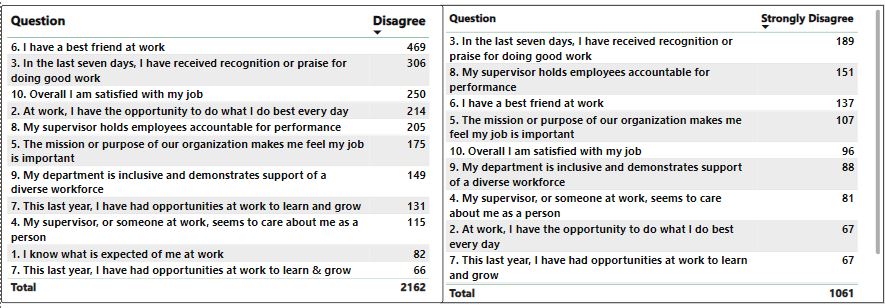 Question Disagree
6. I have a best friend at work 469
3. In the last seven days, I have received recognition or praise for 306
doing good work
10. Overall I am satisfied with my job 250
2. At work, I have the opportunity to do what I do best every day 214
8. My supervisor holds employees accountable for performance 205
5. The mission or purpose of our organization makes me feel my job 175
is important
9. My department is inclusive and demonstrates support of a 149
diverse workforce
7. This last year, I have had opportunities at work to learn and grow 131
4. My supervisor, or someone at work, seems to care about me as a 115
person
1. I know what is expected of me at work 82
7. This last year, I have had opportunities at work to learn & grow 66
Total 2162
Question Strongly Disagree
3. In the last seven days, I have received recognition or 189
praise for doing good work
8. My supervisor holds employees accountable for 151
performance
6. I have a best friend at work 137
5. The mission or purpose of our organization makes me 107
feel my job is important
10. Overall I am satisfied with my job 96
9. My department is inclusive and demonstrates support 88
of a diverse workforce
4. My supervisor, or someone at work, seems to care 81
about me as a person
2. At work, I have the opportunity to do what I do best 67
every day
7. This last year, I have had opportunities at work to learn 67
and grow
Total 1061